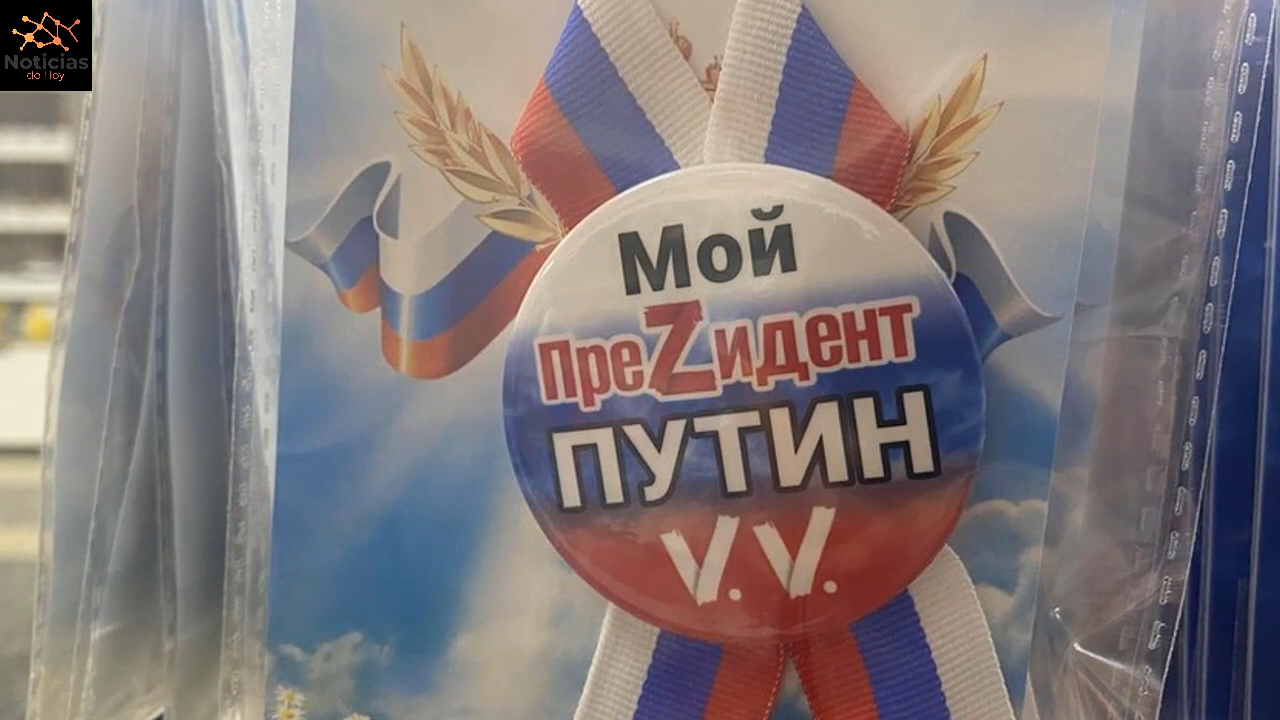 Noticias
de Hoy
Мой
ПреZидент
ПУТИН
V. V.